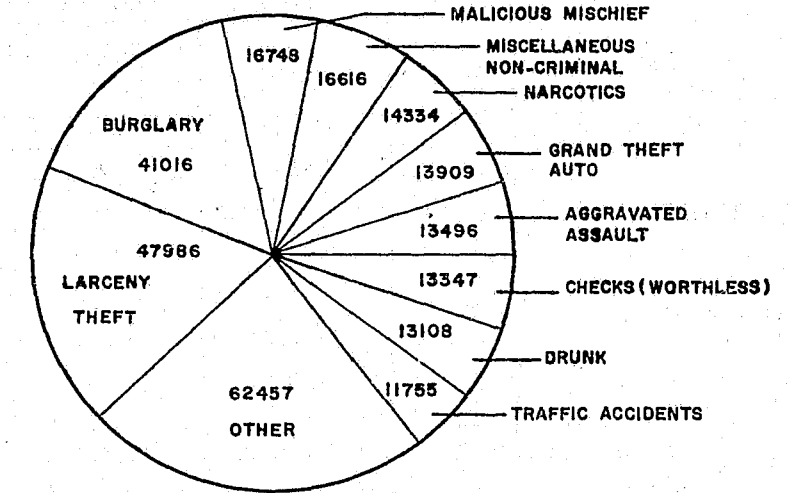 MALICIOUS MISCHIEF
16748
MISCELLANEOUS
NON-CRIMINAL
16616
NARCOTICS
14334
GRAND THEFT
AUTO
13909
AGGRAVATED
ASSAULT
13496
CHECKS (WORTHLESS)
13347
DRUNK
13108
TRAFFIC ACCIDENTS
11755
62457
OTHER
47986
LARCENY
THEFT
BURGLARY
41016